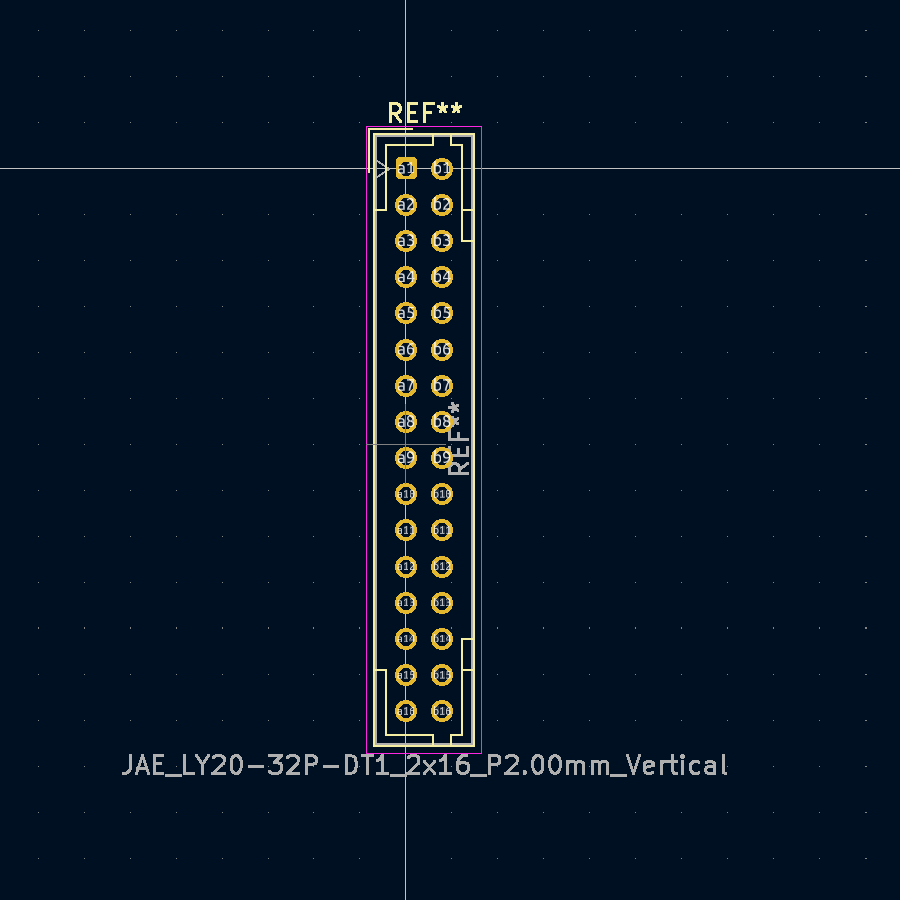 REF**
a1 b1
a2 b2
a3 b3
a4 b4
a5 b5
a6 b6
a7 b7
a8 b8
REF**
a9 b9
a10 b10
a11 b11
a12 b12
a13 b13
a14 b14
a15 b15
a16 b16
JAE_LY20-32P-DT1_2x16_P2.00mm_Vertical